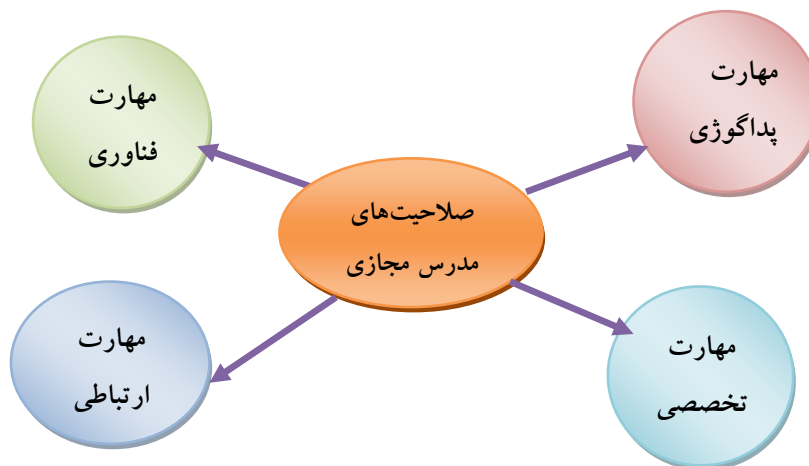 مهارت
پداگوژی
مهارت
فناوری
صلاحیت‌های
مدرس مجازی
مهارت
تخصصی
مهارت
ارتباطی